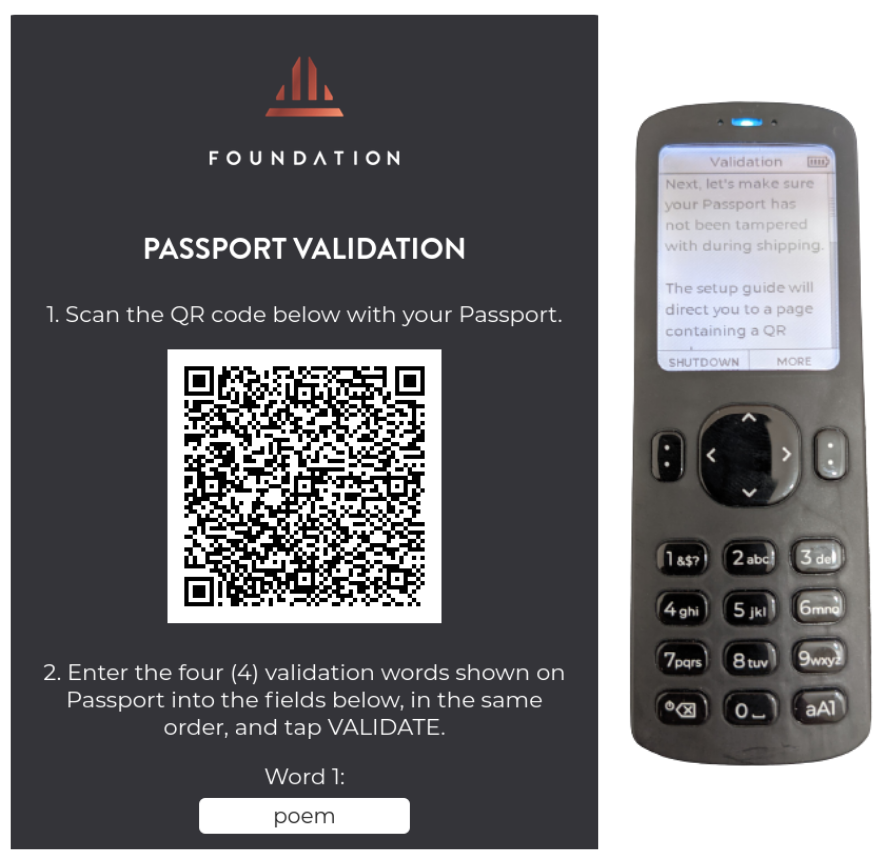 FOUNDATION
PASSPORT VALIDATION
1. Scan the QR code below with your Passport.
2. Enter the four (4) validation words shown on
Passport into the fields below, in the same
order, and tap VALIDATE.
Word 1:
poem
Validation
Next, let's make sure
your Passport has
not been tampered
with during shipping.
The setup guide will
direct you to a page
containing a QR
SHUTDOWN MORE
1 &$? 2 abc 3 def
4 ghi 5 jkl 6 mno
7 pqrs 8 tuv 9 wxyz
0 aA1